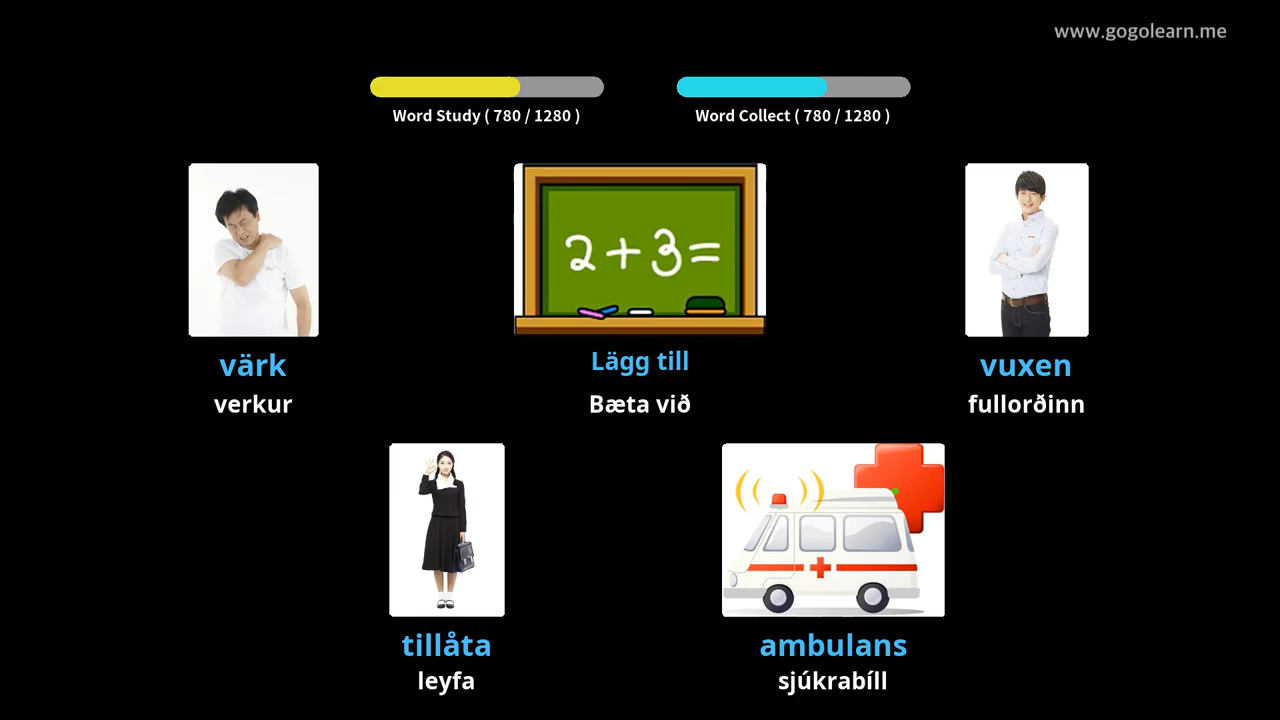 www.gogolearn.me
Word Study ( 780 / 1280 )
Word Collect ( 780 / 1280 )
2+3=
värk
verkur
Lägg till
Bæta við
vuxen
fullorðinn
tillåta
leyfa
ambulans
sjúkrabíll